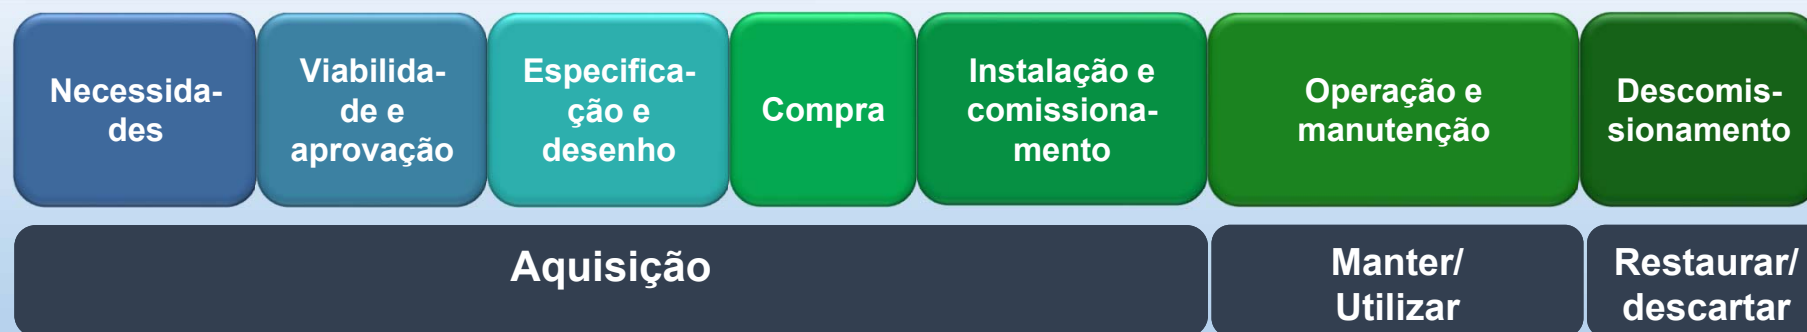 Necessida-
des
Viabilida-
de e
aprovação
Especifica-
ção e
desenho
Compra
Instalação e
comissiona-
mento
Operação e
manutenção
Descomis-
sionamento
Aquisição
Manter/
Utilizar
Restaurar/
descartar